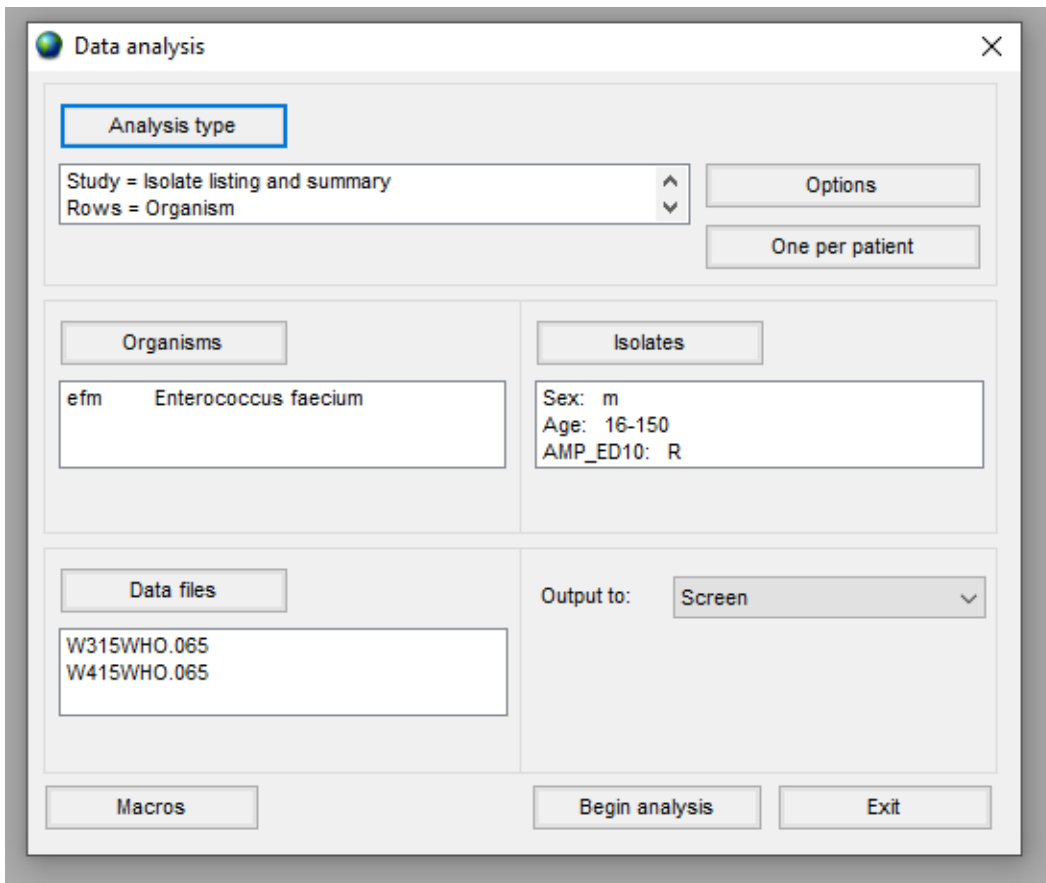 Data analysis
Analysis type
Study = Isolate listing and summary
Rows = Organism
Options
One per patient
Organisms
efm Enterococcus faecium
Isolates
Sex: m
Age: 16-150
AMP_ED10: R
Data files
W315WHO.065
W415WHO.065
Output to: Screen
Macros
Begin analysis
Exit